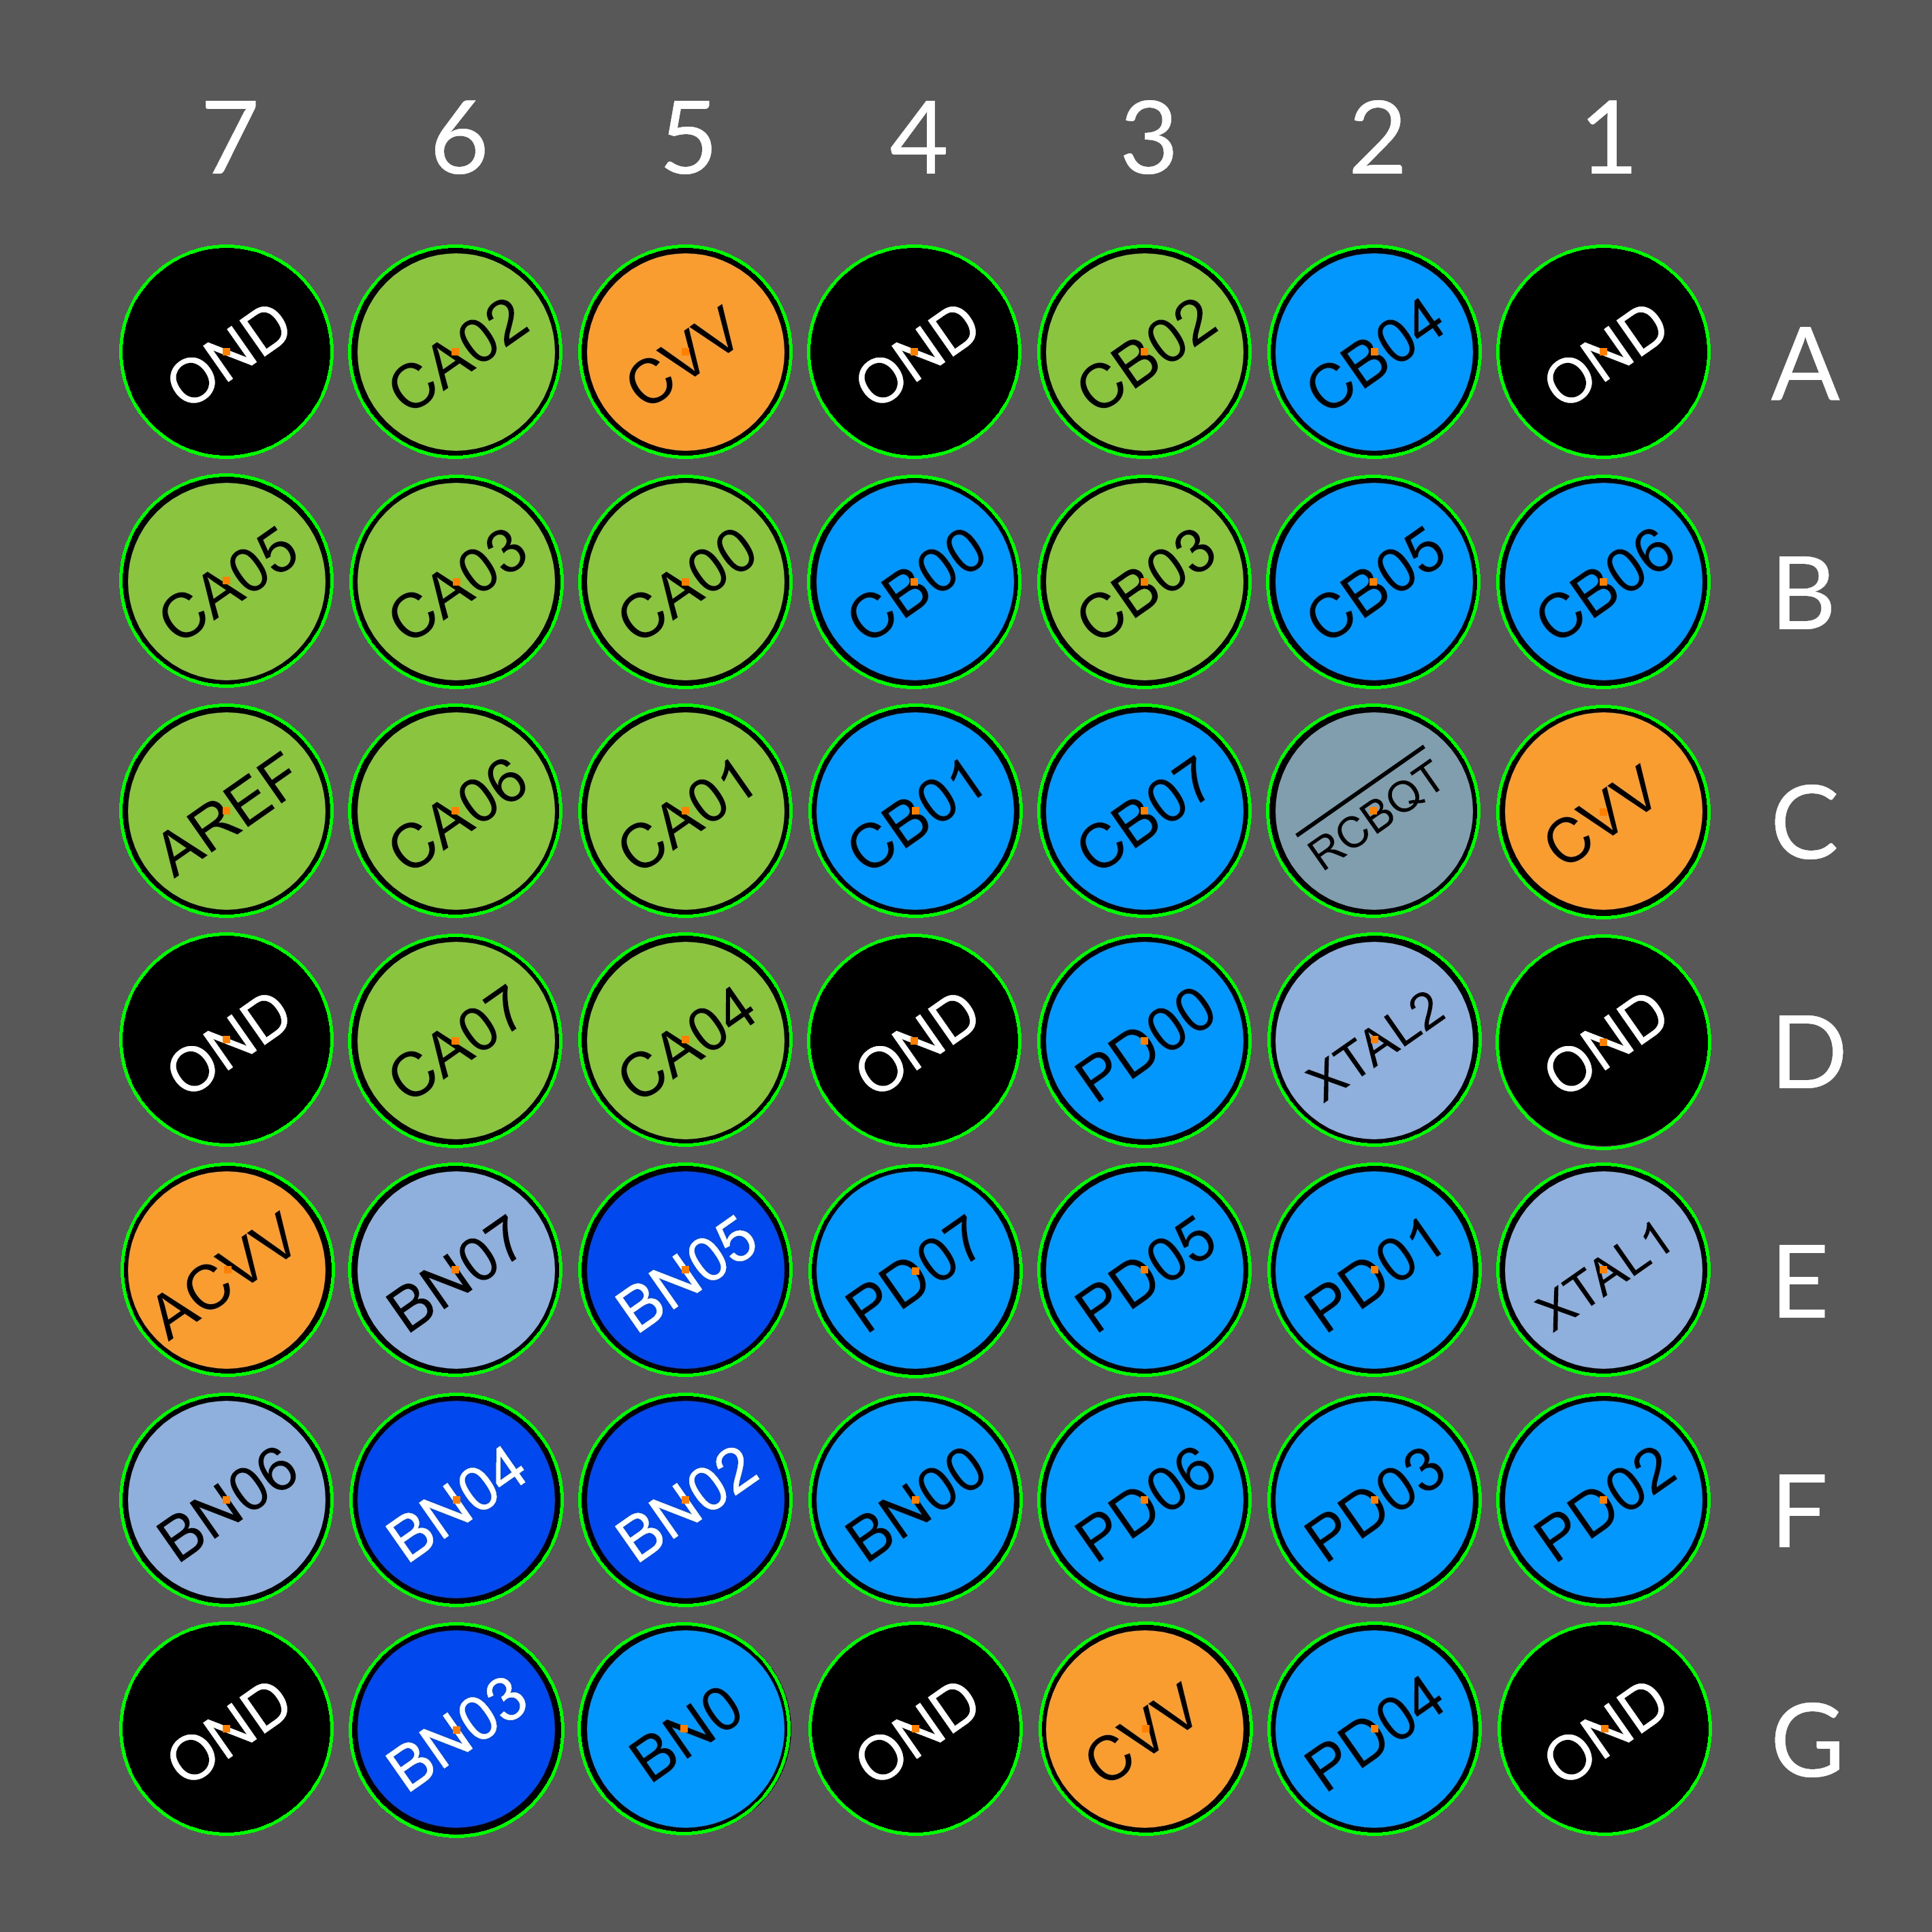 7 6 5 4 3 2 1
OND CA02 CVV OND CB02 CB04 OND A
CA05 CA03 CA00 CB00 CB03 CB05 CB06 B
AREF CA06 CA01 CB01 CB07 RCBQT CVV C
OND CA07 CA04 OND PD00 XTAL2 OND D
ACVV BN07 BN05 PD07 PD05 PD01 XTAL1 E
BN06 BN04 BN02 BN00 PD06 PD03 PD02 F
OND BN03 BN0 OND CVV PD04 OND G